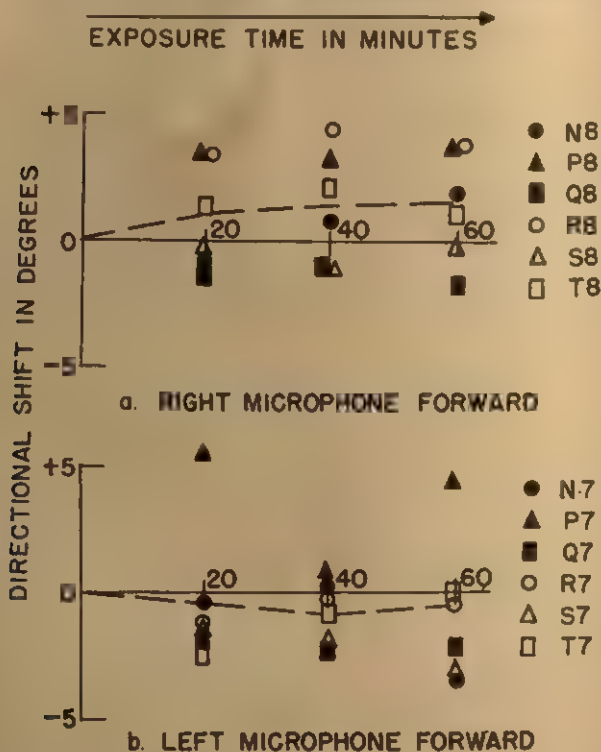 EXPOSURE TIME IN MINUTES
DIRECTIONAL SHIFT IN DEGREES
+5
0
-5
20
40
60
N8
P8
Q8
R8
S8
T8
a. RIGHT MICROPHONE FORWARD
+5
0
-5
20
40
60
N·7
P7
Q7
R7
S7
T7
b. LEFT MICROPHONE FORWARD